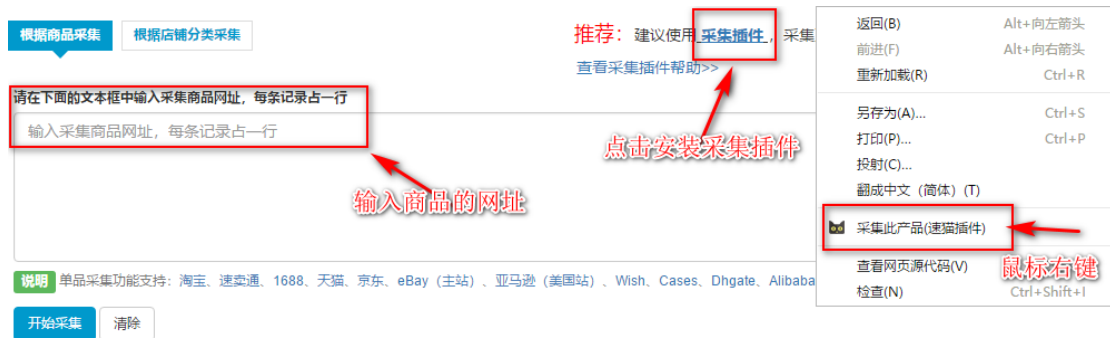 根据商品采集
根据店铺分类采集
推荐：建议使用 采集插件，采集
查看采集插件帮助>>
请在下面的文本框中输入采集商品网址，每条记录占一行
输入采集商品网址，每条记录占一行
点击安装采集插件
输入商品的网址
说明 单品采集功能支持：淘宝、速卖通、1688、天猫、京东、eBay（主站）、亚马逊（美国站）、Wish、Cases、Dhgate、Alibaba
开始采集
清除
返回(B) Alt+向左箭头
前进(F) Alt+向右箭头
重新加载(R) Ctrl+R
另存为(A)... Ctrl+S
打印(P)... Ctrl+P
投射(C)...
翻成中文（简体）(T)
采集此产品(速猫插件)
鼠标右键
查看网页源代码(V)
检查(N) Ctrl+Shift+I